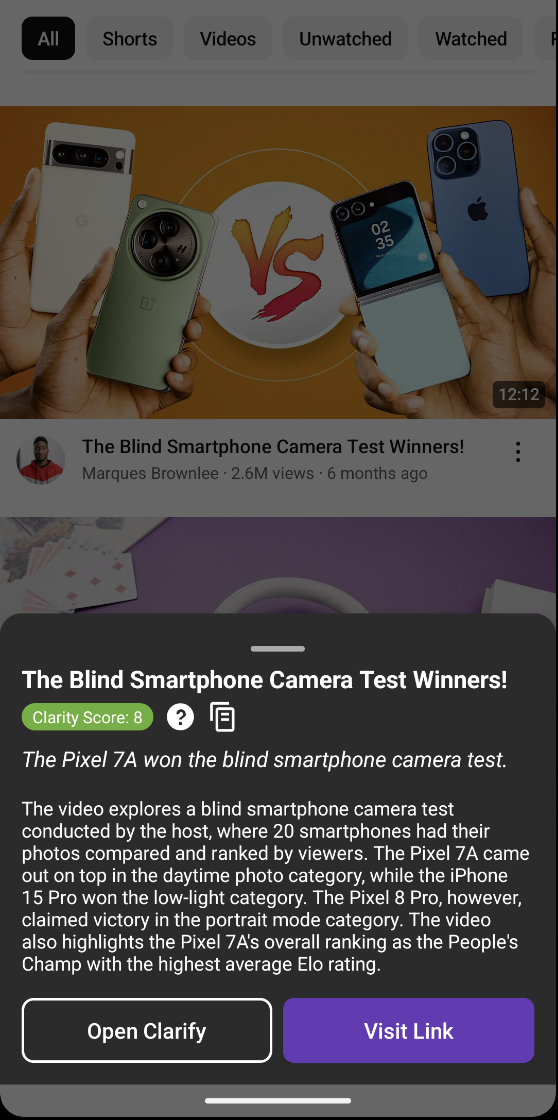 All Shorts Videos Unwatched Watched
VS
02
35
12:12
The Blind Smartphone Camera Test Winners!
Marques Brownlee · 2.6M views · 6 months ago
The Blind Smartphone Camera Test Winners!
Clarity Score: 8 ?
The Pixel 7A won the blind smartphone camera test.
The video explores a blind smartphone camera test
conducted by the host, where 20 smartphones had their
photos compared and ranked by viewers. The Pixel 7A came
out on top in the daytime photo category, while the iPhone
15 Pro won the low-light category. The Pixel 8 Pro, however,
claimed victory in the portrait mode category. The video
also highlights the Pixel 7A's overall ranking as the People's
Champ with the highest average Elo rating.
Open Clarify Visit Link